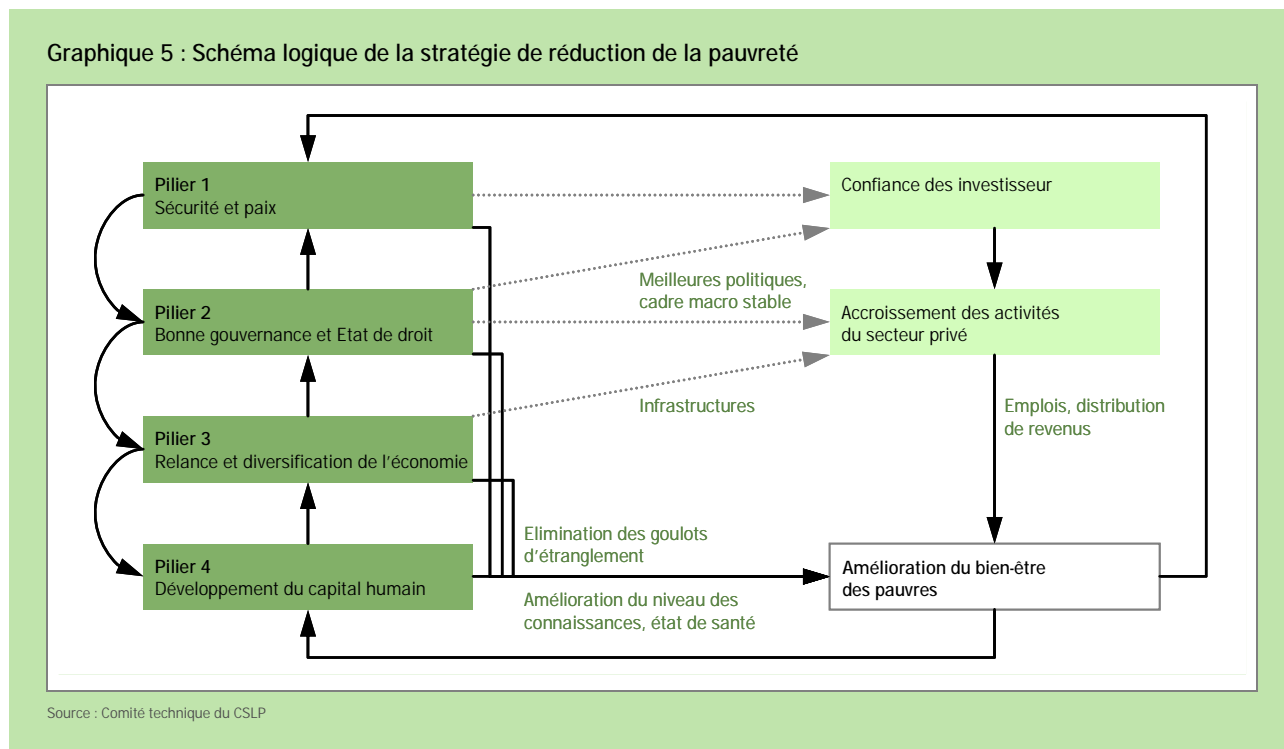 Graphique 5 : Schéma logique de la stratégie de réduction de la pauvreté
Pilier 1
Sécurité et paix
Confiance des investisseur
Meilleures politiques,
cadre macro stable
Pilier 2
Bonne gouvernance et Etat de droit
Accroissement des activités
du secteur privé
Infrastructures
Emplois, distribution
de revenus
Pilier 3
Relance et diversification de l'économie
Elimination des goulots
d'étranglement
Pilier 4
Développement du capital humain
Amélioration du bien-être
des pauvres
Amélioration du niveau des
connaissances, état de santé
Source : Comité technique du CSLP